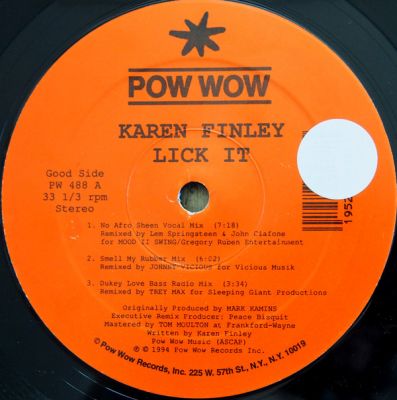 POW WOW
KAREN FINLEY
LICK IT
Good Side
PW 488 A
33 1/3 rpm
Stereo
1. No Afro Sheen Vocal Mix (7:18)
Remixed by Lem Springsteen & John Ciafone
for MOOD II SWING/Gregory Ruben Entertainment
2. Smell My Rubber Mix (6:02)
Remixed by JOHNNY VICIOUS for Vicious Musik
3. Dukey Love Bass Radio Mix (3:34)
Remixed by TREY MAX for Sleeping Giant Productions
Originally Produced by MARK KAMINS
Executive Remix Producer: Peace Bisquit
Mastered by TOM MOULTON at Frankford-Wayne
Written by Karen Finley
Pow Wow Music (ASCAP)
℗ © 1994 Pow Wow Records Inc.
© Pow Wow Records, Inc. 225 W. 57th St., N.Y., N.Y. 10019